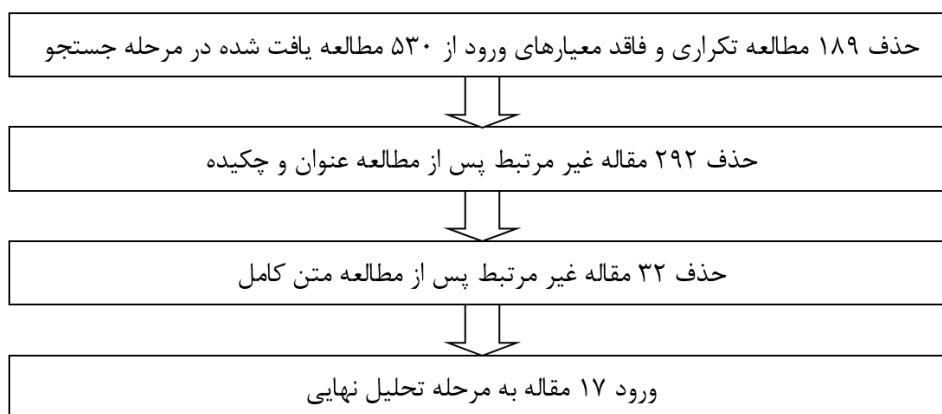 حذف ۱۸۹ مطالعه تکراری و فاقد معیارهای ورود از ۵۳۰ مطالعه یافت شده در مرحله جستجو
حذف ۲۹۲ مقاله غیر مرتبط پس از مطالعه عنوان و چکیده
حذف ۳۲ مقاله غیر مرتبط پس از مطالعه متن کامل
ورود ۱۷ مقاله به مرحله تحلیل نهایی